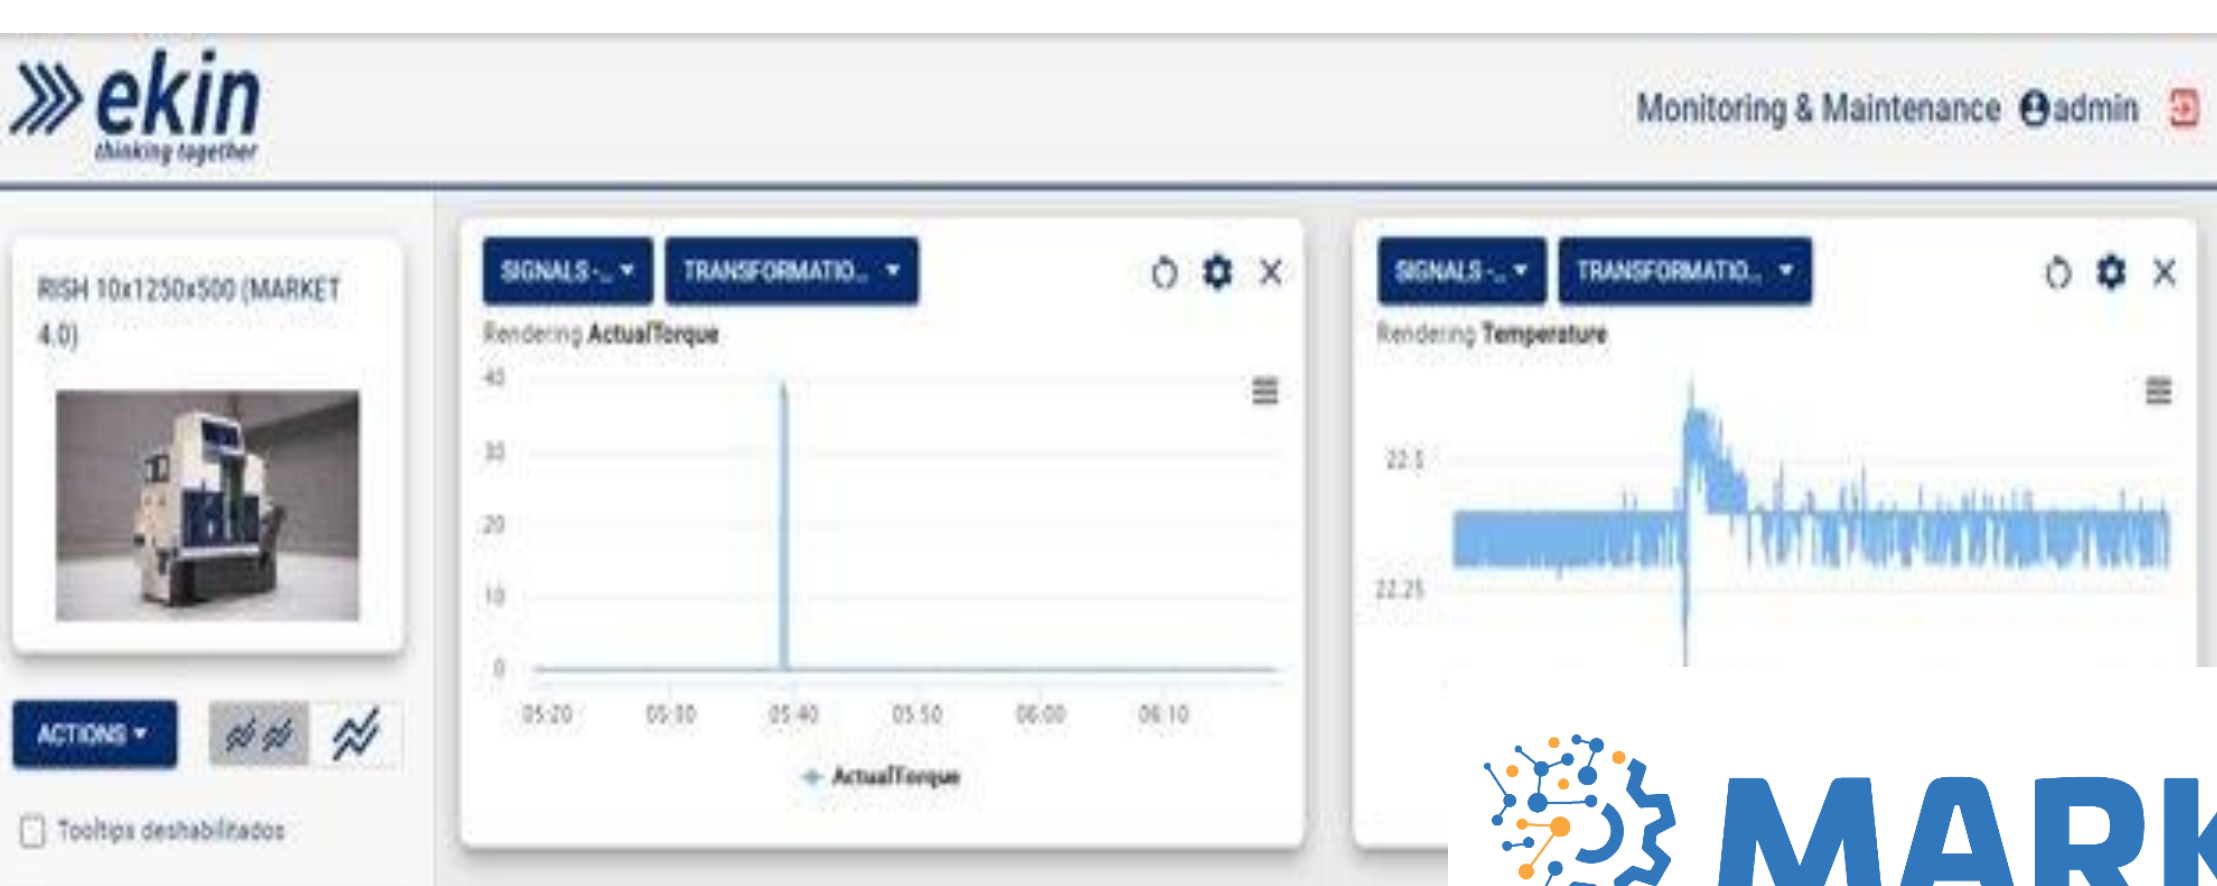 ekin
thinking together
Monitoring & Maintenance admin
RISH 10x1250x500 (MARKET
4.0)
ACTIONS
Tooltips deshabilitados
SIGNALS -... TRANSFORMATIO...
Rendering ActualTorque
40
30
20
10
0
05:20 05:30 05:40 05:50 06:00 06:10
ActualTorque
SIGNALS -... TRANSFORMATIO...
Rendering Temperature
22.5
22.25
MARK